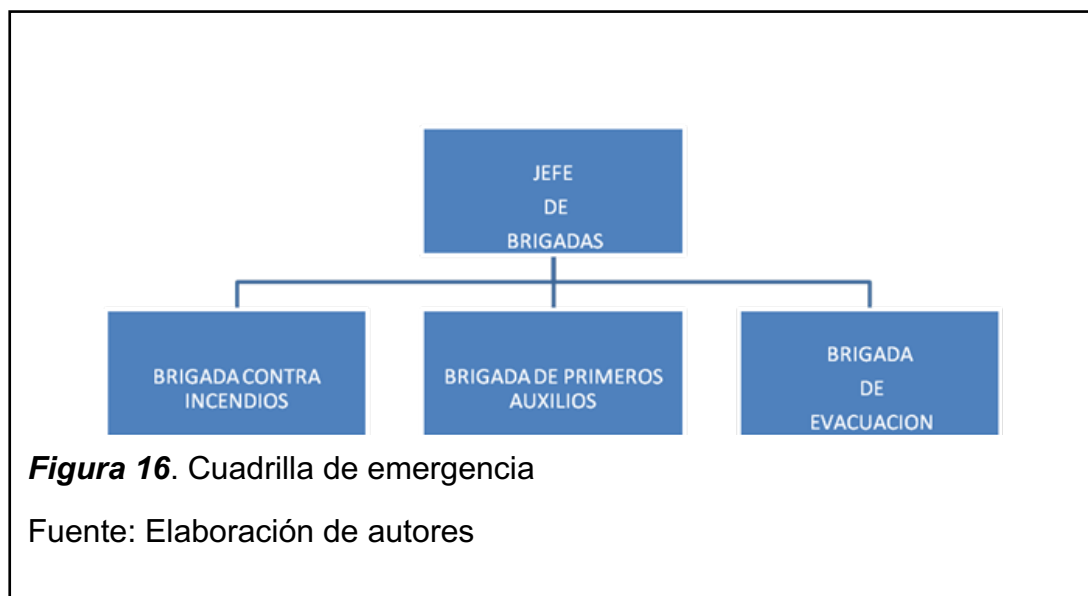 JEFE
DE
BRIGADAS
BRIGADA CONTRA
INCENDIOS
BRIGADA DE PRIMEROS
AUXILIOS
BRIGADA
DE
EVACUACION
Figura 16. Cuadrilla de emergencia
Fuente: Elaboración de autores